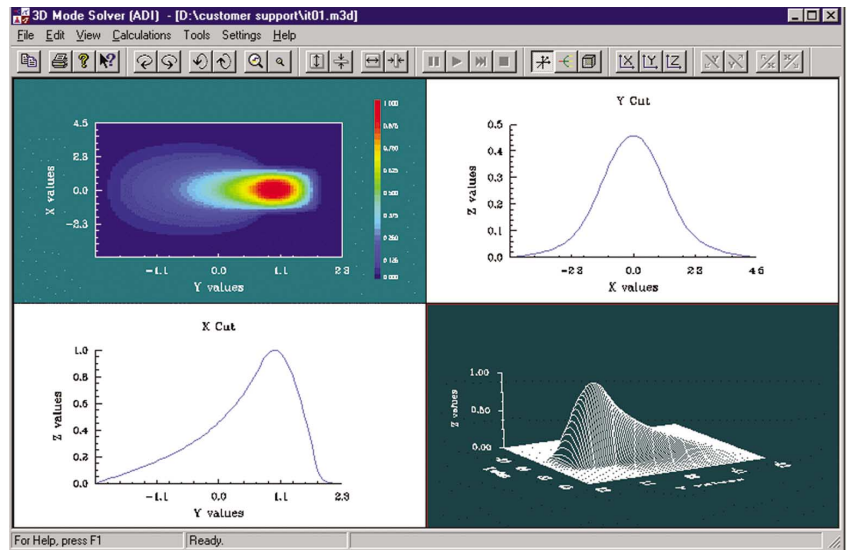 3D Mode Solver (ADI) - [D:\customer support\it01.m3d]
File Edit View Calculations Tools Settings Help
X Y Z
4.5
2.3
0.0
-2.3
X values
-1.1 0.0 1.1 2.3
Y values
1.000
0.875
0.750
0.625
0.500
0.375
0.250
0.125
0.000
Y Cut
0.5
0.4
0.3
0.2
0.1
0.0
Z values
-2.3 0.0 2.3 4.5
X values
X Cut
1.0
0.8
0.6
0.4
0.2
0.0
Z values
-1.1 0.0 1.1 2.3
Y values
1.00
0.50
0.00
Z values
Y values
For Help, press F1
Ready.